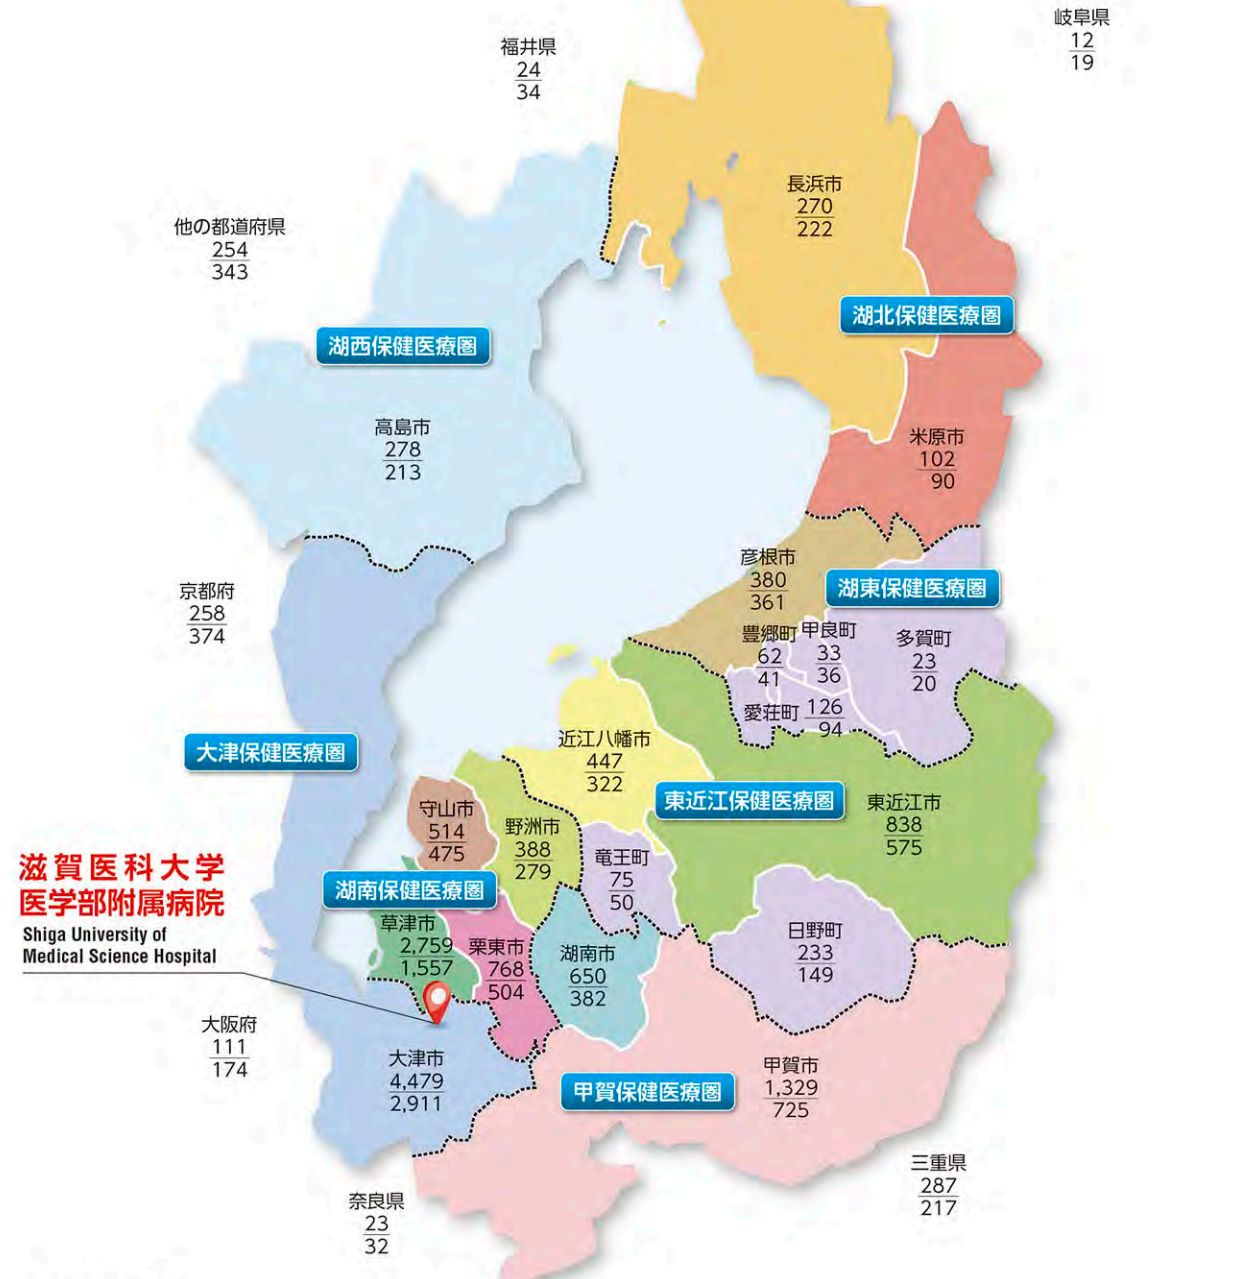 岐阜県
12
19
福井県
24
34
長浜市
270
222
他の都道府県
254
343
湖北保健医療圏
湖西保健医療圏
高島市
278
213
米原市
102
90
彦根市
380
361
湖東保健医療圏
京都府
258
374
豊郷町
62
41
甲良町
33
36
多賀町
23
20
愛荘町
126
94
大津保健医療圏
近江八幡市
447
322
東近江保健医療圏
東近江市
838
575
守山市
514
475
野洲市
388
279
竜王町
75
50
滋賀医科大学
医学部附属病院
Shiga University of
Medical Science Hospital
湖南保健医療圏
草津市
2,759
1,557
栗東市
768
504
湖南市
650
382
日野町
233
149
大阪府
111
174
大津市
4,479
2,911
甲賀保健医療圏
甲賀市
1,329
725
三重県
287
217
奈良県
23
32